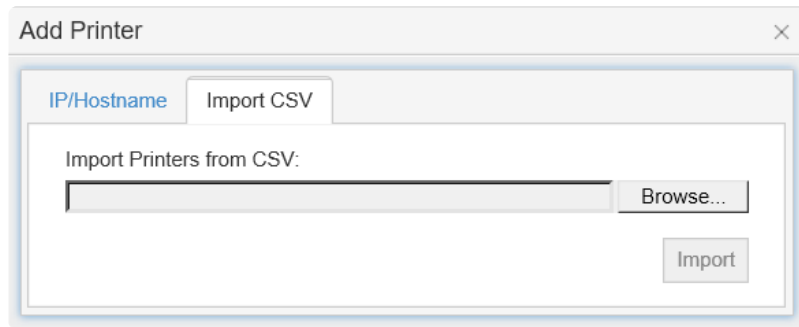 Add Printer
IP/Hostname Import CSV
Import Printers from CSV:
Browse...
Import